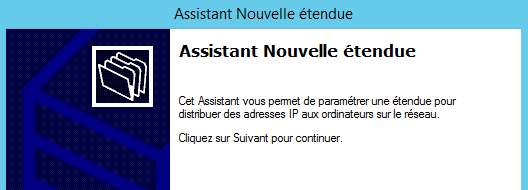 Assistant Nouvelle étendue
Assistant Nouvelle étendue
Cet Assistant vous permet de paramétrer une étendue pour
distribuer des adresses IP aux ordinateurs sur le réseau.
Cliquez sur Suivant pour continuer.